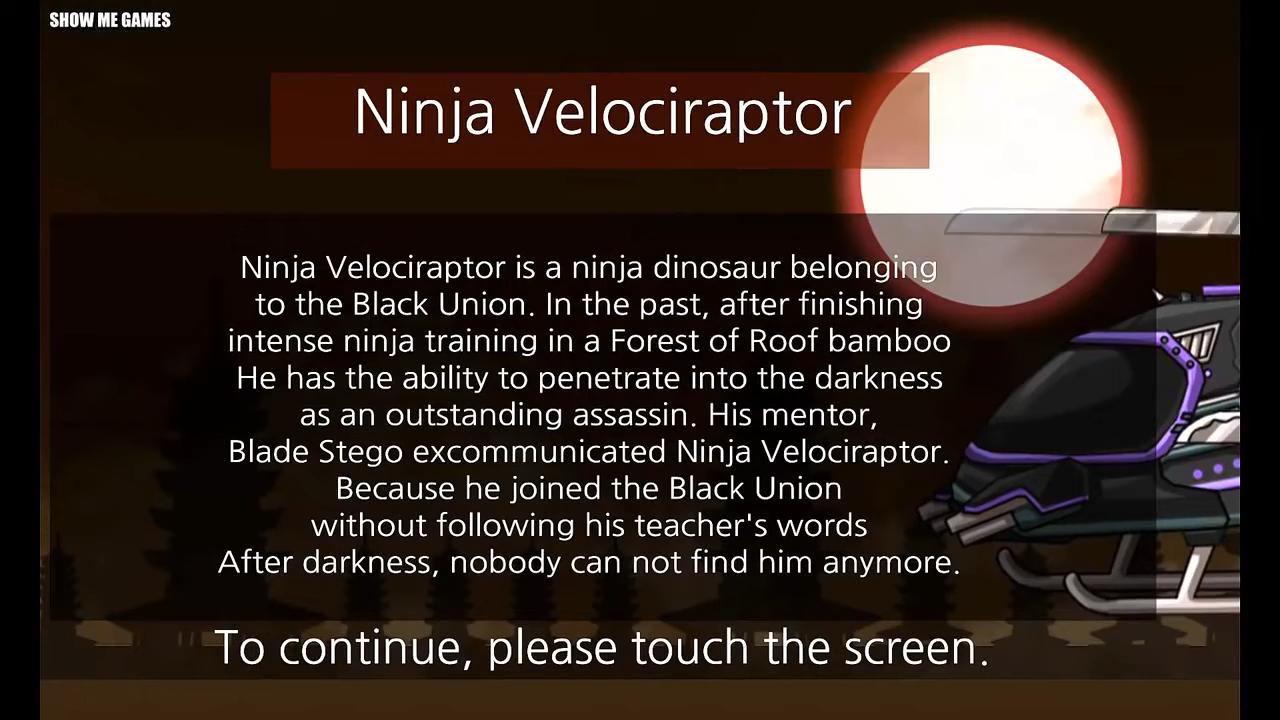 SHOW ME GAMES
Ninja Velociraptor
Ninja Velociraptor is a ninja dinosaur belonging
to the Black Union. In the past, after finishing
intense ninja training in a Forest of Roof bamboo
He has the ability to penetrate into the darkness
as an outstanding assassin. His mentor,
Blade Stego excommunicated Ninja Velociraptor.
Because he joined the Black Union
without following his teacher's words
After darkness, nobody can not find him anymore.
To continue, please touch the screen.